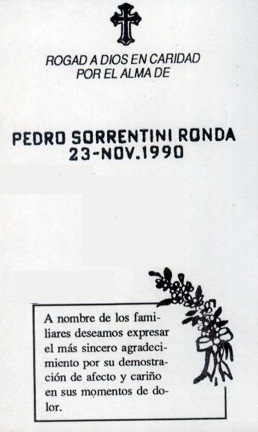 ROGAD A DIOS EN CARIDAD
POR EL ALMA DE
PEDRO SORRENTINI RONDA
23-NOV.1990
A nombre de los fami-
liares deseamos expresar
el más sincero agradeci-
miento por su demostra-
ción de afecto y cariño
en sus momentos de do-
lor.